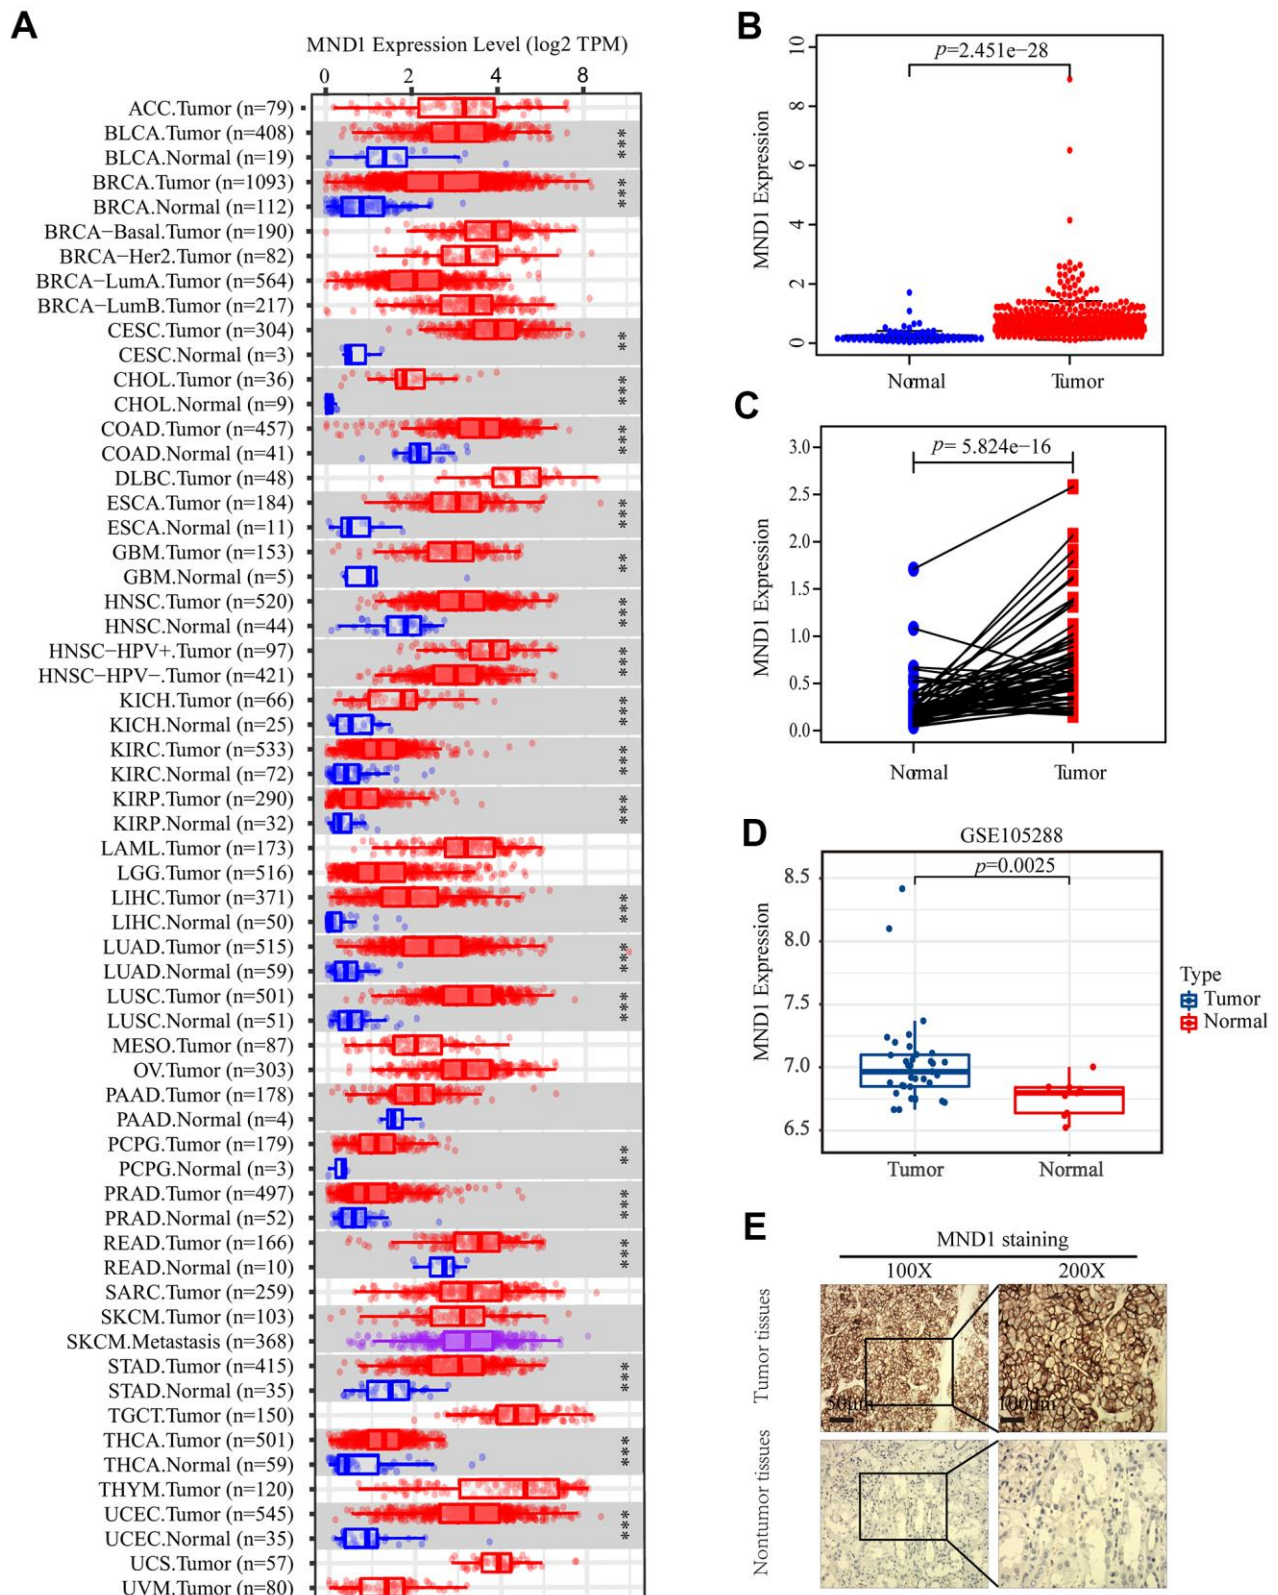 A
MND1 Expression Level (log2 TPM)
0 2 4 6 8
ACC.Tumor (n=79)
BLCA.Tumor (n=408)
BLCA.Normal (n=19)
***
BRCA.Tumor (n=1093)
BRCA.Normal (n=112)
***
BRCA−Basal.Tumor (n=190)
BRCA−Her2.Tumor (n=82)
BRCA−LumA.Tumor (n=564)
BRCA−LumB.Tumor (n=217)
CESC.Tumor (n=304)
CESC.Normal (n=3)
**
CHOL.Tumor (n=36)
CHOL.Normal (n=9)
***
COAD.Tumor (n=457)
COAD.Normal (n=41)
***
DLBC.Tumor (n=48)
ESCA.Tumor (n=184)
ESCA.Normal (n=11)
***
GBM.Tumor (n=153)
GBM.Normal (n=5)
**
HNSC.Tumor (n=520)
HNSC.Normal (n=44)
***
HNSC−HPV+.Tumor (n=97)
HNSC−HPV−.Tumor (n=421)
***
KICH.Tumor (n=66)
KICH.Normal (n=25)
***
KIRC.Tumor (n=533)
KIRC.Normal (n=72)
***
KIRP.Tumor (n=290)
KIRP.Normal (n=32)
***
LAML.Tumor (n=173)
LGG.Tumor (n=516)
LIHC.Tumor (n=371)
LIHC.Normal (n=50)
***
LUAD.Tumor (n=515)
LUAD.Normal (n=59)
***
LUSC.Tumor (n=501)
LUSC.Normal (n=51)
***
MESO.Tumor (n=87)
OV.Tumor (n=303)
PAAD.Tumor (n=178)
PAAD.Normal (n=4)
PCPG.Tumor (n=179)
PCPG.Normal (n=3)
**
PRAD.Tumor (n=497)
PRAD.Normal (n=52)
***
READ.Tumor (n=166)
READ.Normal (n=10)
***
SARC.Tumor (n=259)
SKCM.Tumor (n=103)
SKCM.Metastasis (n=368)
STAD.Tumor (n=415)
STAD.Normal (n=35)
***
TGCT.Tumor (n=150)
THCA.Tumor (n=501)
THCA.Normal (n=59)
***
THYM.Tumor (n=120)
UCEC.Tumor (n=545)
UCEC.Normal (n=35)
***
UCS.Tumor (n=57)
UVM.Tumor (n=80)
B
p=2.451e−28
MND1 Expression
10
8
6
4
2
0
Normal Tumor
C
p= 5.824e−16
MND1 Expression
3.0
2.5
2.0
1.5
1.0
0.5
0.0
Normal Tumor
D
GSE105288
p=0.0025
MND1 Expression
8.5
8.0
7.5
7.0
6.5
Tumor Normal
Type
Tumor
Normal
E
MND1 staining
100X 200X
Tumor tissues
50μm 100μm
Nontumor tissues